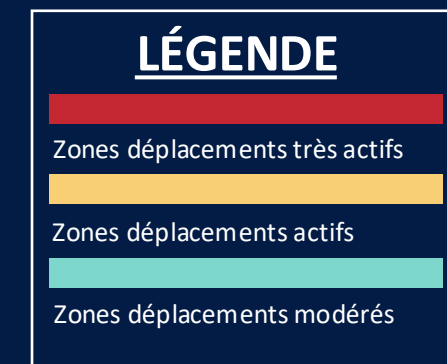 LÉGENDE
Zones déplacements très actifs
Zones déplacements actifs
Zones déplacements modérés